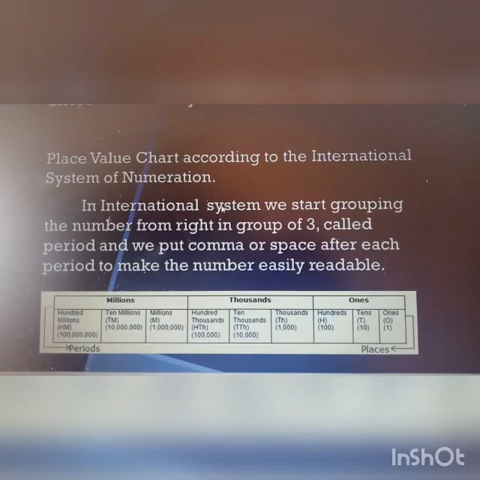 Place Value Chart according to the International
System of Numeration.
In International system we start grouping
the number from right in group of 3, called
period and we put comma or space after each
period to make the number easily readable.
Millions Thousands Ones
Hundred Millions (HM) (100,000,000)
Ten Millions (TM) (10,000,000)
Millions (M) (1,000,000)
Hundred Thousands (HTh) (100,000)
Ten Thousands (TTh) (10,000)
Thousands (Th) (1,000)
Hundreds (H) (100)
Tens (T) (10)
Ones (O) (1)
Periods Places
InShOt